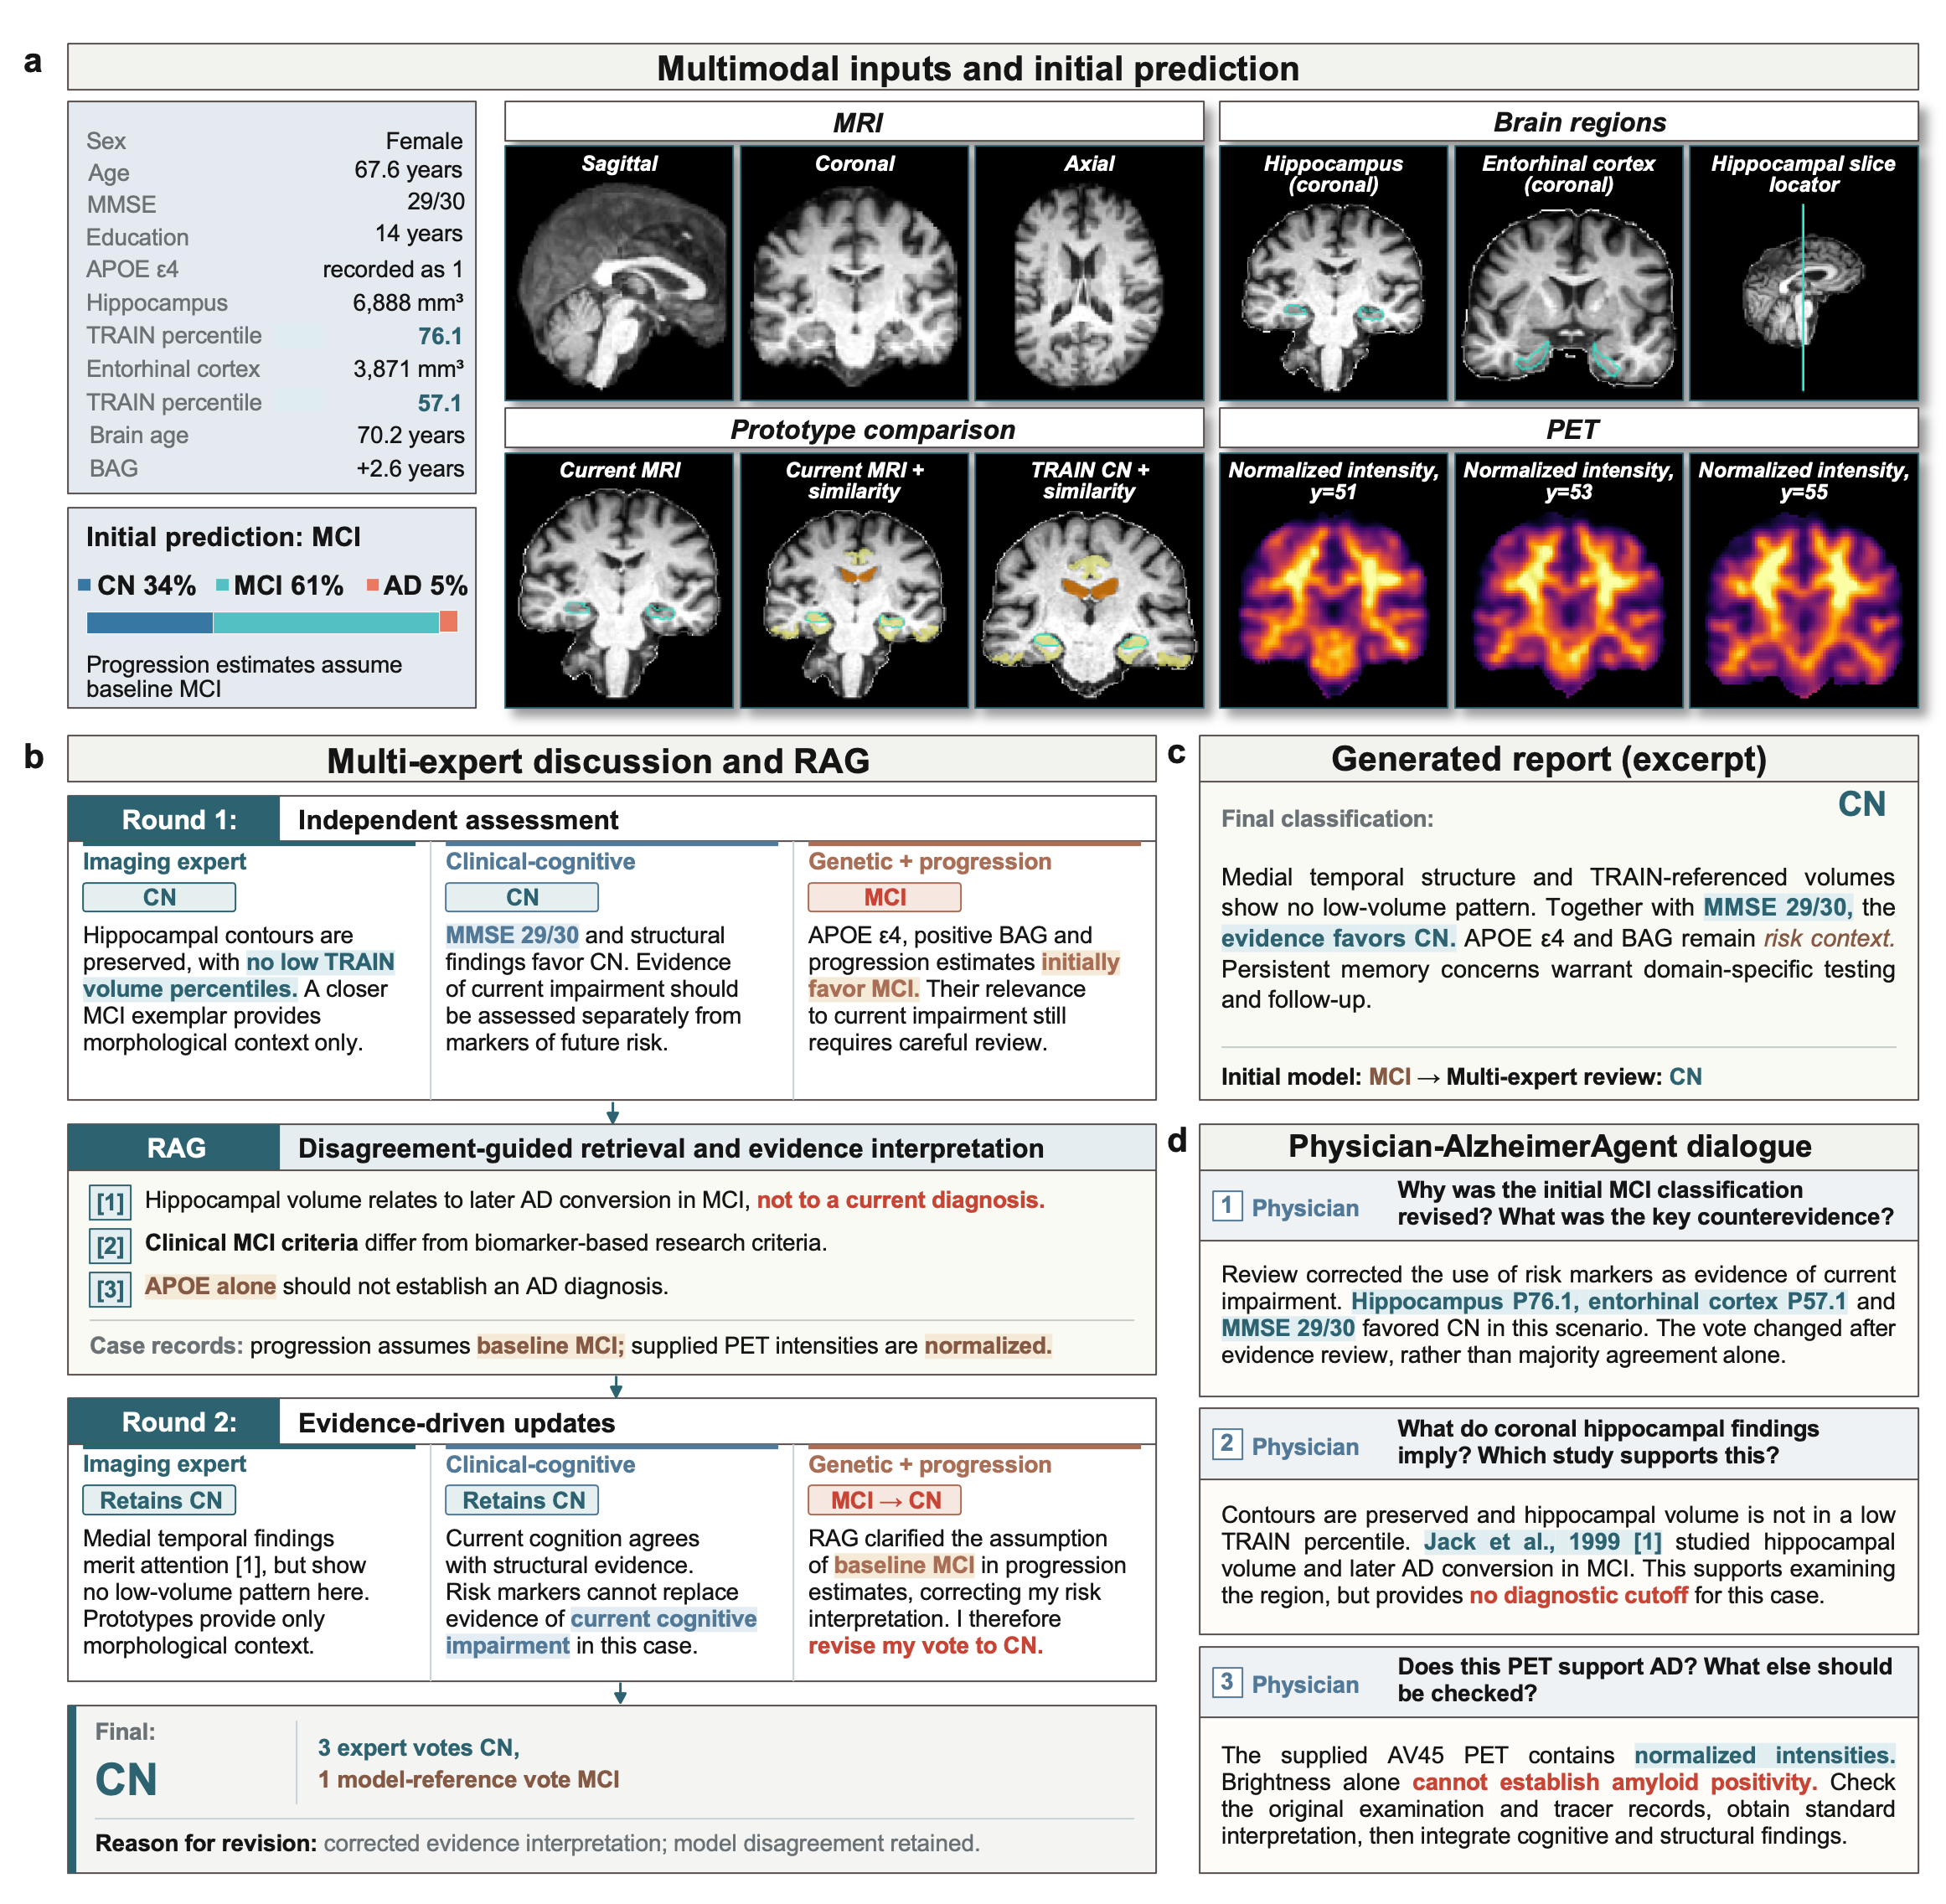 a
Multimodal inputs and initial prediction
Sex Female
Age 67.6 years
MMSE 29/30
Education 14 years
APOE ε4 recorded as 1
Hippocampus 6,888 mm³
TRAIN percentile 76.1
Entorhinal cortex 3,871 mm³
TRAIN percentile 57.1
Brain age 70.2 years
BAG +2.6 years
Initial prediction: MCI
CN 34% MCI 61% AD 5%
Progression estimates assume
baseline MCI
MRI
Sagittal
Coronal
Axial
Brain regions
Hippocampus
(coronal)
Entorhinal cortex
(coronal)
Hippocampal slice
locator
Prototype comparison
Current MRI
Current MRI +
similarity
TRAIN CN +
similarity
PET
Normalized intensity,
y=51
Normalized intensity,
y=53
Normalized intensity,
y=55
b
Multi-expert discussion and RAG
Round 1: Independent assessment
Imaging expert
CN
Hippocampal contours are
preserved, with no low TRAIN
volume percentiles. A closer
MCI exemplar provides
morphological context only.
Clinical-cognitive
CN
MMSE 29/30 and structural
findings favor CN. Evidence
of current impairment should
be assessed separately from
markers of future risk.
Genetic + progression
MCI
APOE ε4, positive BAG and
progression estimates initially
favor MCI. Their relevance
to current impairment still
requires careful review.
RAG Disagreement-guided retrieval and evidence interpretation
[1] Hippocampal volume relates to later AD conversion in MCI, not to a current diagnosis.
[2] Clinical MCI criteria differ from biomarker-based research criteria.
[3] APOE alone should not establish an AD diagnosis.
Case records: progression assumes baseline MCI; supplied PET intensities are normalized.
Round 2: Evidence-driven updates
Imaging expert
Retains CN
Medial temporal findings
merit attention [1], but show
no low-volume pattern here.
Prototypes provide only
morphological context.
Clinical-cognitive
Retains CN
Current cognition agrees
with structural evidence.
Risk markers cannot replace
evidence of current cognitive
impairment in this case.
Genetic + progression
MCI → CN
RAG clarified the assumption
of baseline MCI in progression
estimates, correcting my risk
interpretation. I therefore
revise my vote to CN.
Final:
CN
3 expert votes CN,
1 model-reference vote MCI
Reason for revision: corrected evidence interpretation; model disagreement retained.
c
Generated report (excerpt)
Final classification: CN
Medial temporal structure and TRAIN-referenced volumes
show no low-volume pattern. Together with MMSE 29/30, the
evidence favors CN. APOE ε4 and BAG remain risk context.
Persistent memory concerns warrant domain-specific testing
and follow-up.
Initial model: MCI → Multi-expert review: CN
d
Physician-AlzheimerAgent dialogue
1 Physician
Why was the initial MCI classification
revised? What was the key counterevidence?
Review corrected the use of risk markers as evidence of current
impairment. Hippocampus P76.1, entorhinal cortex P57.1 and
MMSE 29/30 favored CN in this scenario. The vote changed after
evidence review, rather than majority agreement alone.
2 Physician
What do coronal hippocampal findings
imply? Which study supports this?
Contours are preserved and hippocampal volume is not in a low
TRAIN percentile. Jack et al., 1999 [1] studied hippocampal
volume and later AD conversion in MCI. This supports examining
the region, but provides no diagnostic cutoff for this case.
3 Physician
Does this PET support AD? What else should
be checked?
The supplied AV45 PET contains normalized intensities.
Brightness alone cannot establish amyloid positivity. Check
the original examination and tracer records, obtain standard
interpretation, then integrate cognitive and structural findings.